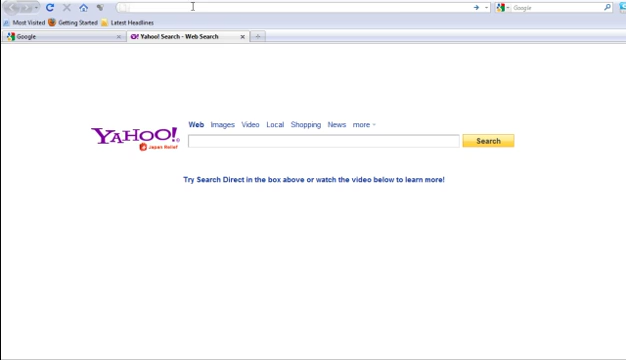 Google
Most Visited Getting Started Latest Headlines
Google Y! Yahoo! Search - Web Search
Web Images Video Local Shopping News more
YAHOO!
Japan Relief
Search
Try Search Direct in the box above or watch the video below to learn more!